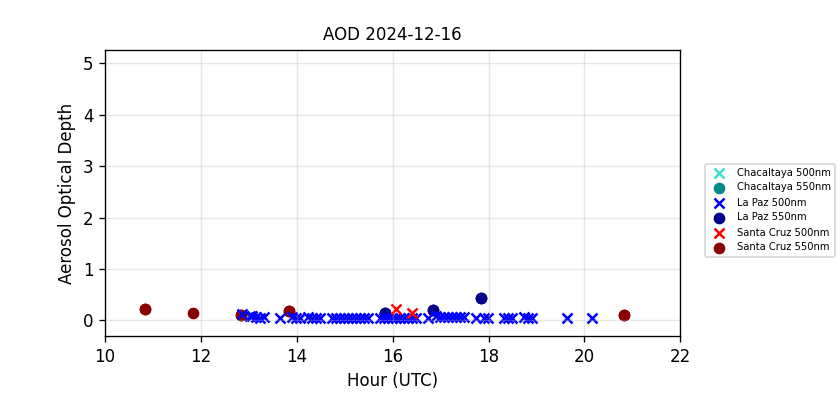 AOD 2024-12-16
Aerosol Optical Depth
5
4
3
2
1
0
10 12 14 16 18 20 22
Hour (UTC)
Chacaltaya 500nm
Chacaltaya 550nm
La Paz 500nm
La Paz 550nm
Santa Cruz 500nm
Santa Cruz 550nm